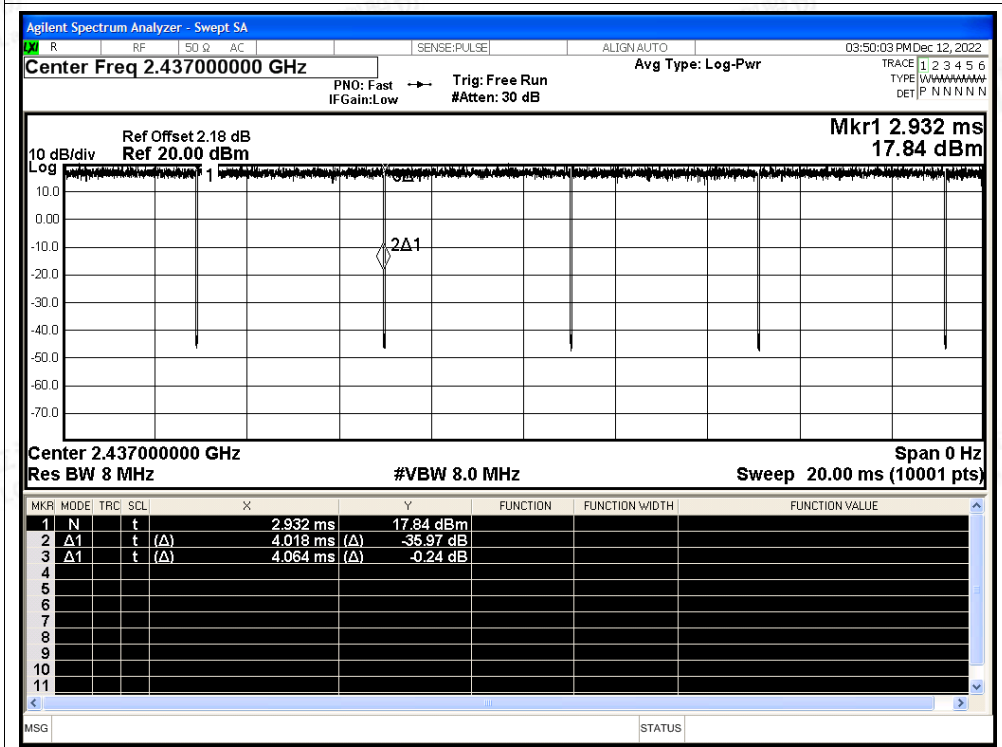 Agilent Spectrum Analyzer - Swept SA
LXI R RF 50 Ω AC SENSE:PULSE ALIGN AUTO 03:50:03 PM Dec 12, 2022
Center Freq 2.437000000 GHz
PNO: Fast
IFGain:Low
Trig: Free Run
#Atten: 30 dB
Avg Type: Log-Pwr
TRACE 1 2 3 4 5 6
TYPE
DET P N N N N N
Mkr1 2.932 ms
17.84 dBm
Ref Offset 2.18 dB
10 dB/div Ref 20.00 dBm
Log
1
10.0
0.00
-10.0
2Δ1
-20.0
-30.0
-40.0
-50.0
-60.0
-70.0
Center 2.437000000 GHz Span 0 Hz
Res BW 8 MHz #VBW 8.0 MHz Sweep 20.00 ms (10001 pts)
MKR MODE TRC SCL X Y FUNCTION FUNCTION WIDTH FUNCTION VALUE
1 N t 2.932 ms 17.84 dBm
2 Δ1 t (Δ) 4.018 ms (Δ) -35.97 dB
3 Δ1 t (Δ) 4.064 ms (Δ) -0.24 dB
4
5
6
7
8
9
10
11
MSG STATUS